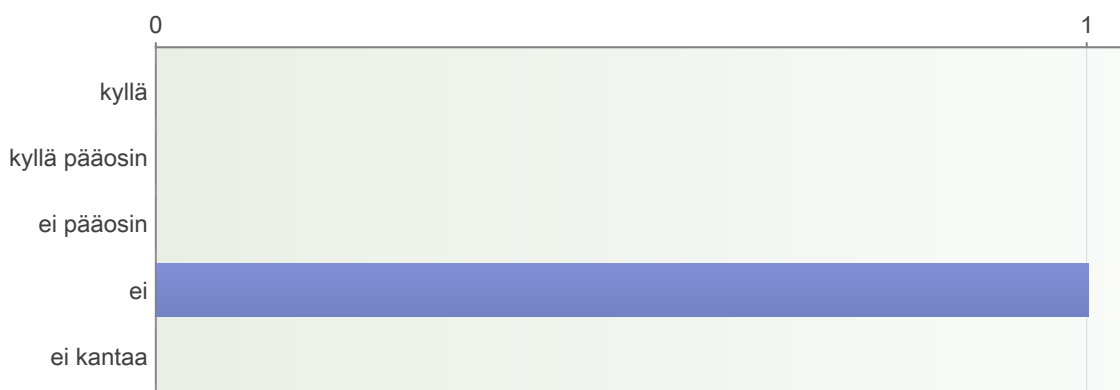 0 1
kyllä
kyllä pääosin
ei pääosin
ei
ei kantaa